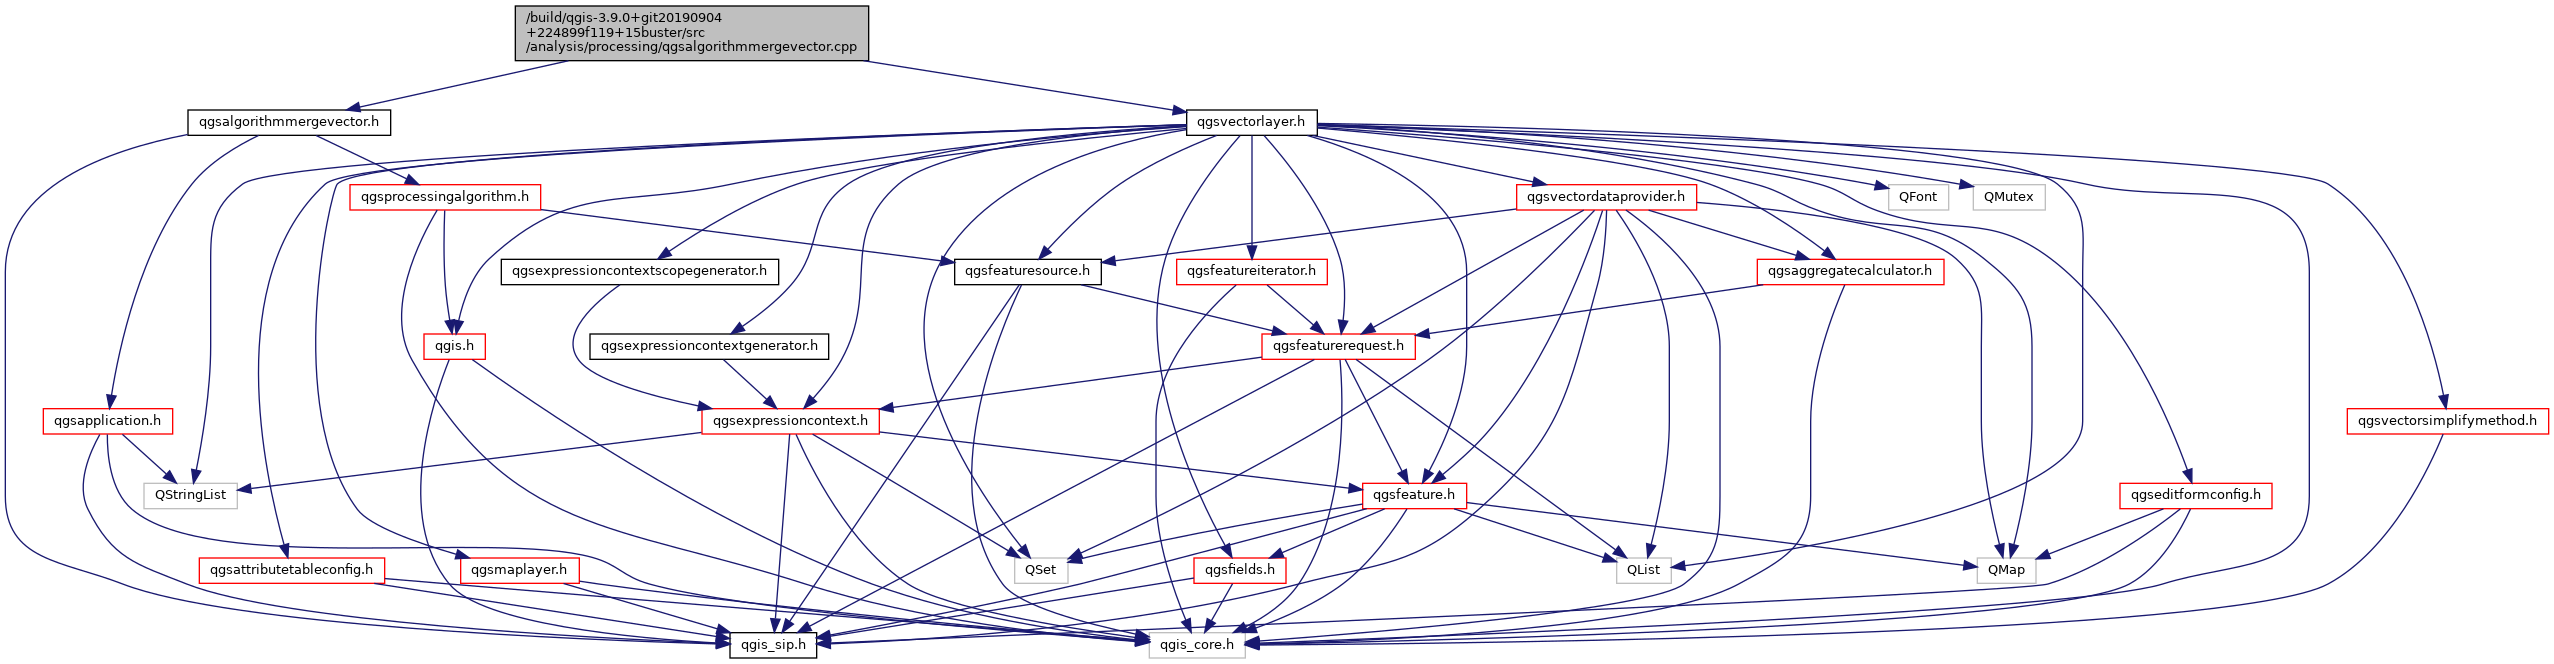 /build/qgis-3.9.0+git20190904
+224899f119+15buster/src
/analysis/processing/qgsalgorithmmergevector.cpp
qgsalgorithmmergevector.h
qgsvectorlayer.h
qgsprocessingalgorithm.h
qgsvectordataprovider.h
QFont
QMutex
qgsexpressioncontextscopegenerator.h
qgsfeaturesource.h
qgsfeatureiterator.h
qgsaggregatecalculator.h
qgis.h
qgsexpressioncontextgenerator.h
qgsfeaturerequest.h
qgsapplication.h
qgsexpressioncontext.h
qgsvectorsimplifymethod.h
QStringList
qgsfeature.h
qgseditformconfig.h
qgsattributetableconfig.h
qgsmaplayer.h
QSet
qgsfields.h
QList
QMap
qgis_sip.h
qgis_core.h